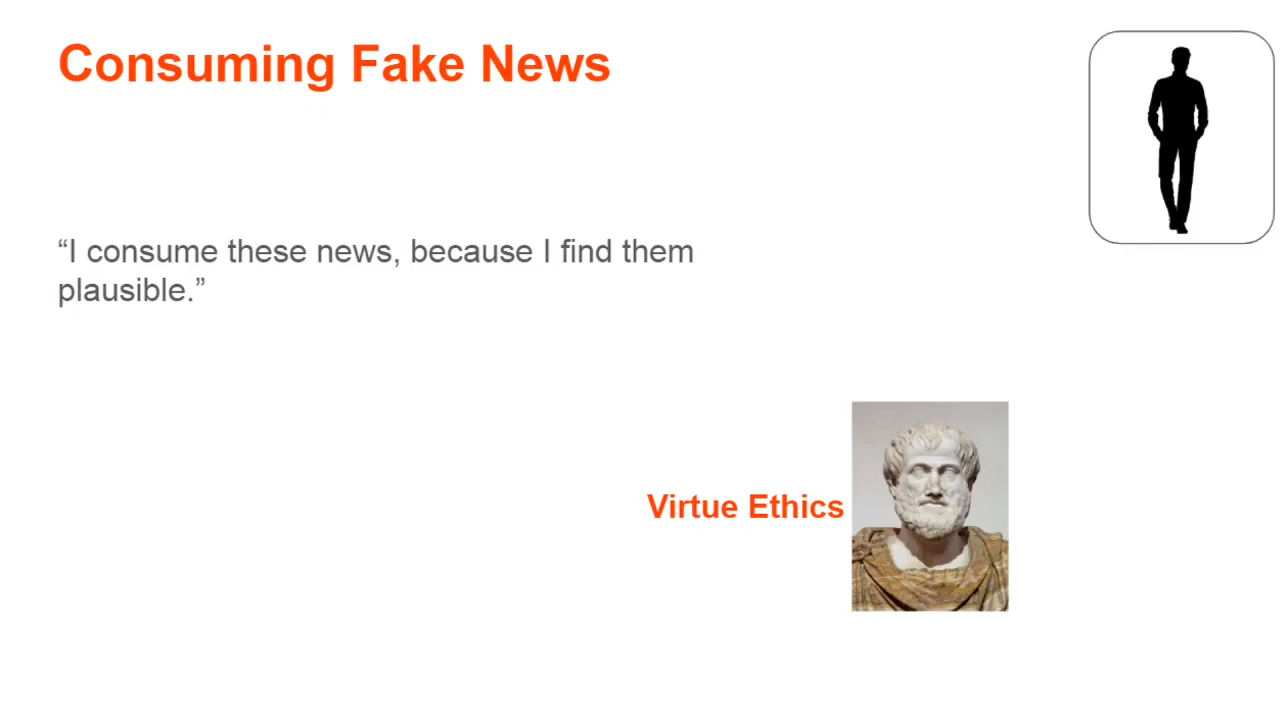 Consuming Fake News
“I consume these news, because I find them
plausible.”
Virtue Ethics